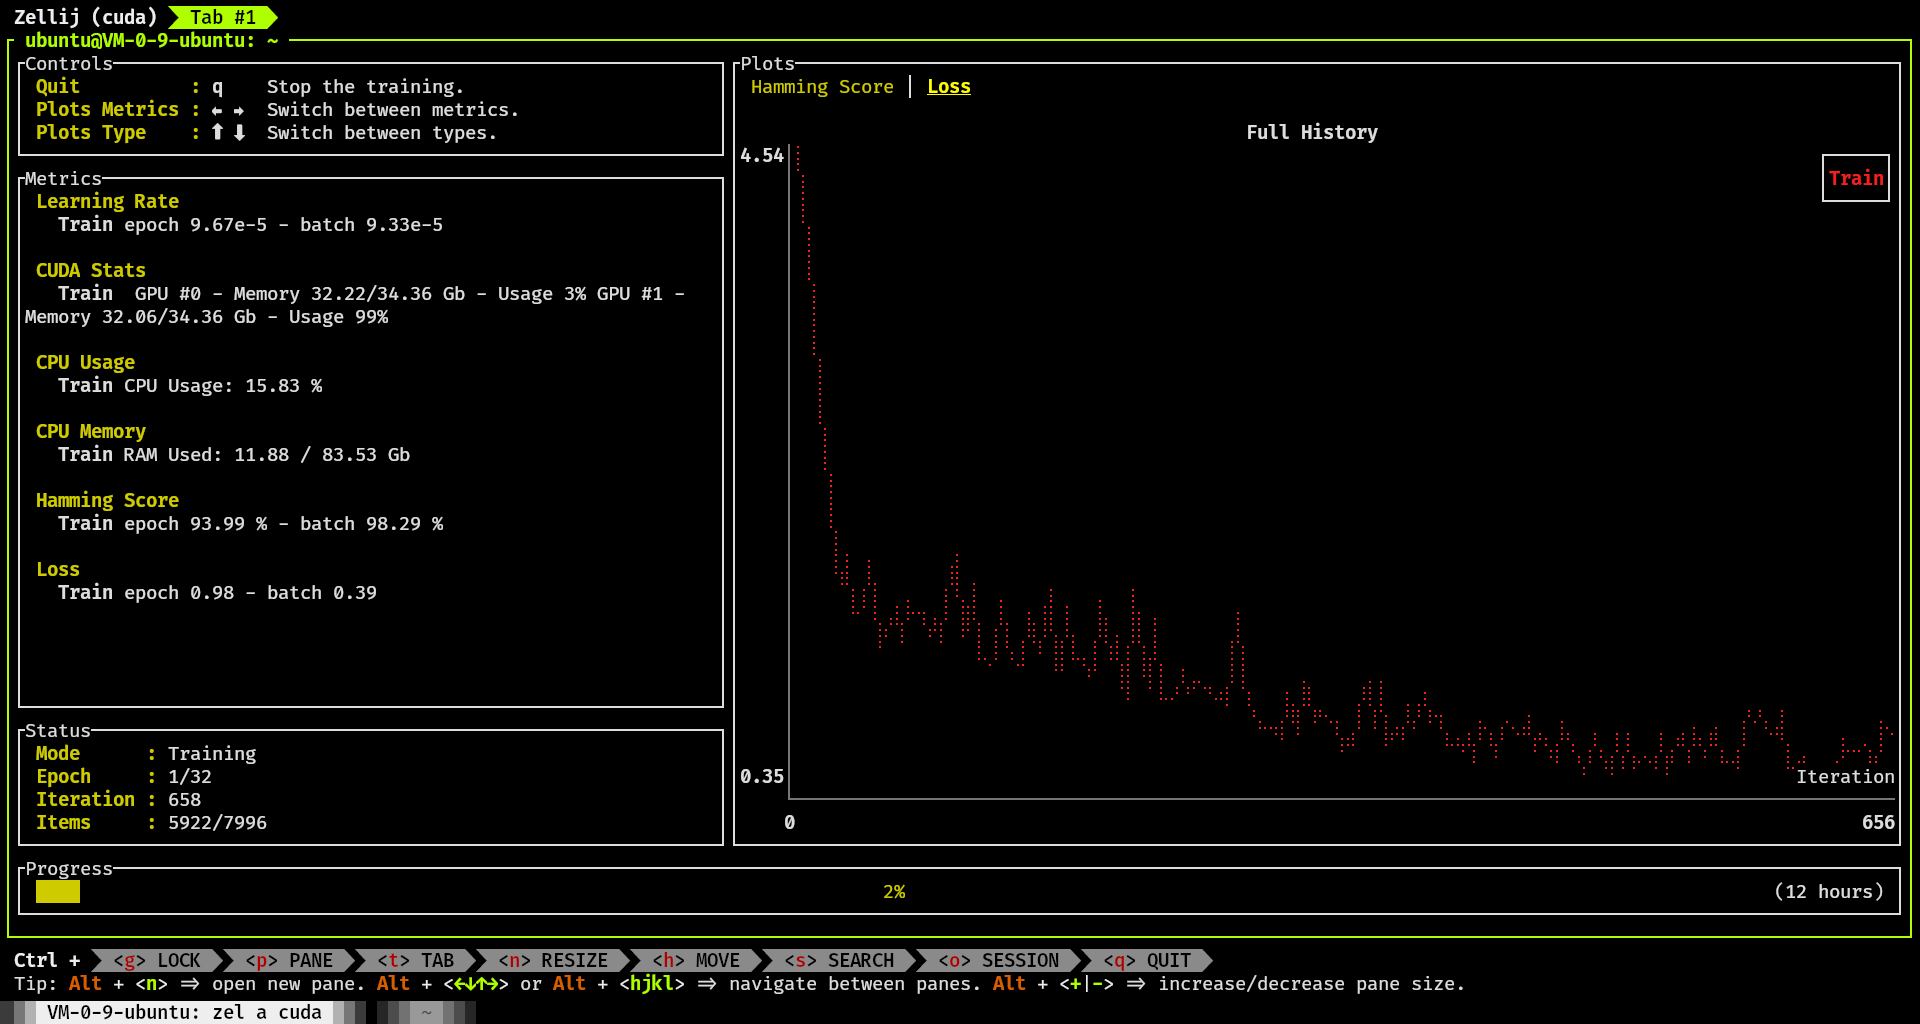 Zellij (cuda) Tab #1
ubuntu@VM-0-9-ubuntu: ~
Controls
Quit : q Stop the training.
Plots Metrics : ⬅ ➡ Switch between metrics.
Plots Type : ⬆ ⬇ Switch between types.
Metrics
Learning Rate
Train epoch 9.67e-5 - batch 9.33e-5
CUDA Stats
Train GPU #0 - Memory 32.22/34.36 Gb - Usage 3% GPU #1 -
Memory 32.06/34.36 Gb - Usage 99%
CPU Usage
Train CPU Usage: 15.83 %
CPU Memory
Train RAM Used: 11.88 / 83.53 Gb
Hamming Score
Train epoch 93.99 % - batch 98.29 %
Loss
Train epoch 0.98 - batch 0.39
Status
Mode : Training
Epoch : 1/32
Iteration : 658
Items : 5922/7996
Plots
Hamming Score | Loss
Full History
4.54
Train
0.35
Iteration
0 656
Progress
2% (12 hours)
Ctrl + <g> LOCK <p> PANE <t> TAB <n> RESIZE <h> MOVE <s> SEARCH <o> SESSION <q> QUIT
Tip: Alt + <n> => open new pane. Alt + <←↓↑→> or Alt + <hjkl> => navigate between panes. Alt + <+|-> => increase/decrease pane size.
VM-0-9-ubuntu: zel a cuda ~